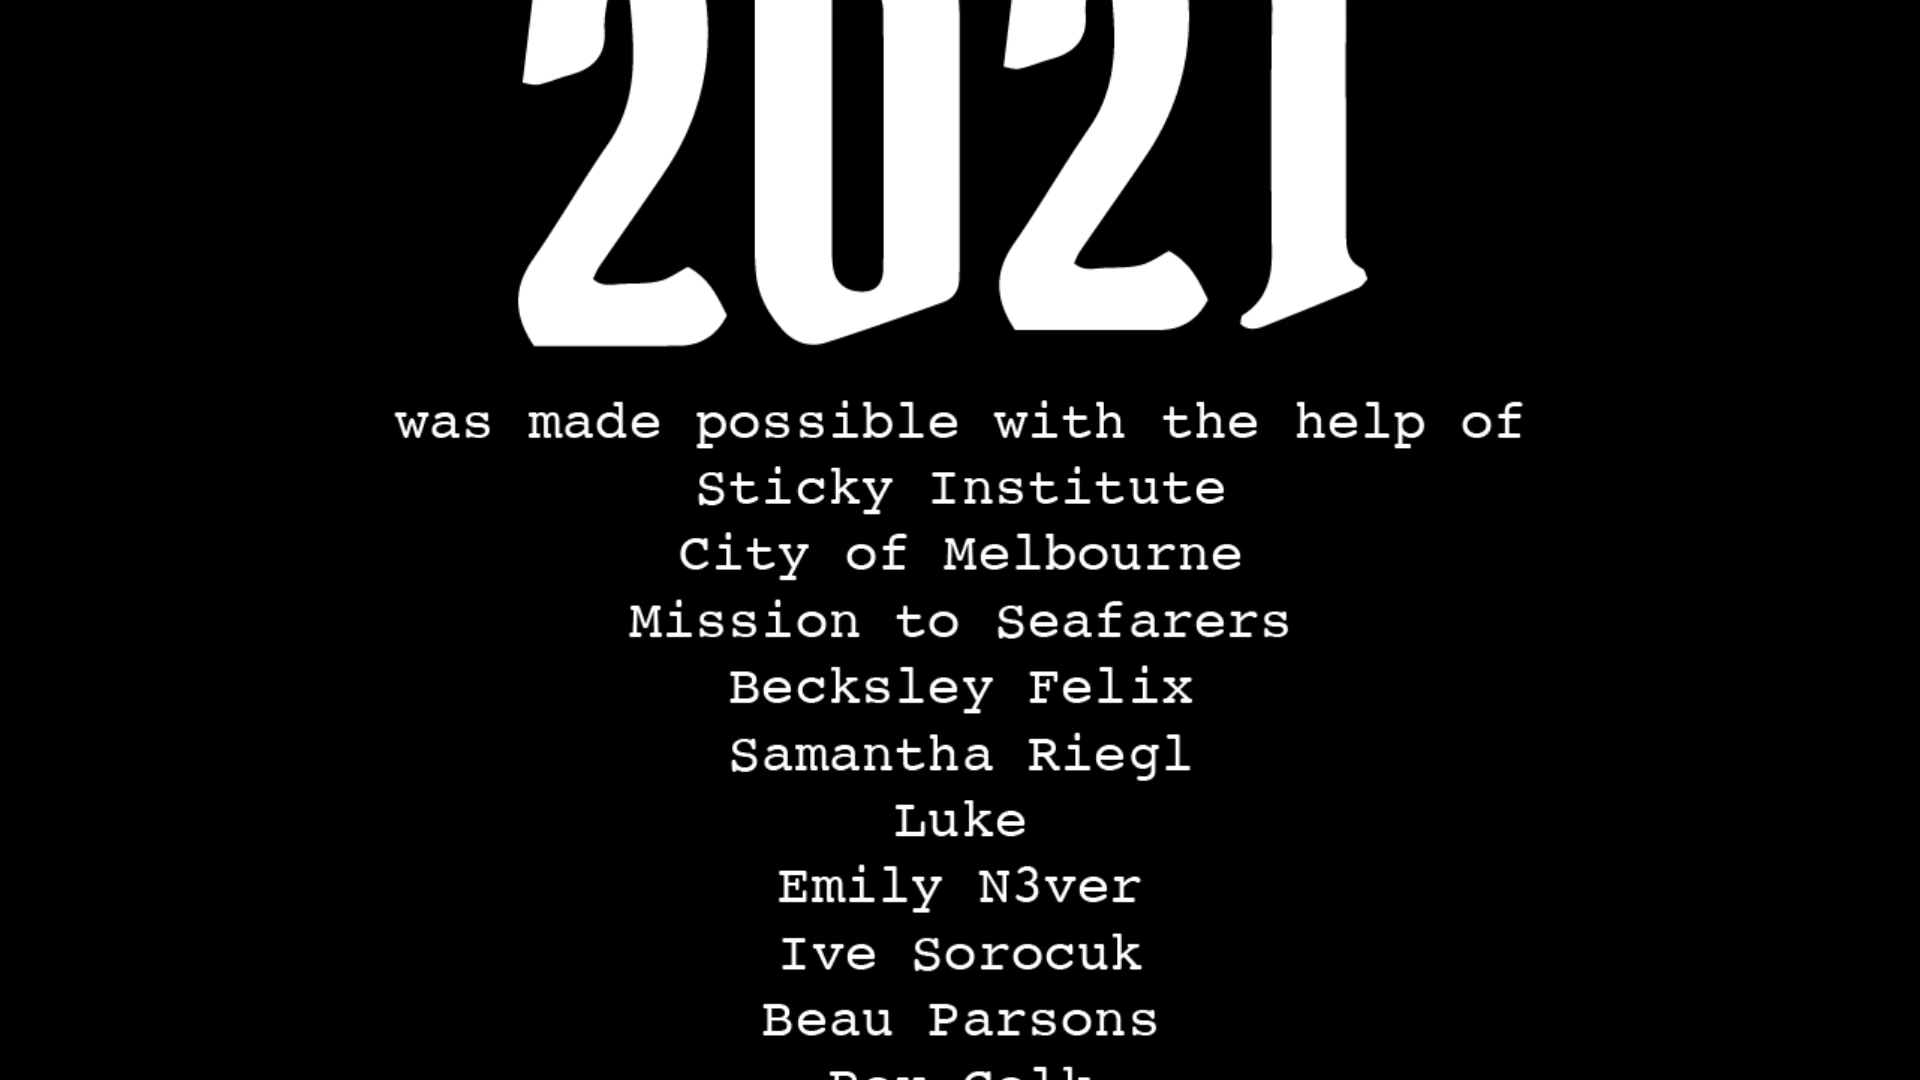 2021
was made possible with the help of
Sticky Institute
City of Melbourne
Mission to Seafarers
Becksley Felix
Samantha Riegl
Luke
Emily N3ver
Ive Sorocuk
Beau Parsons